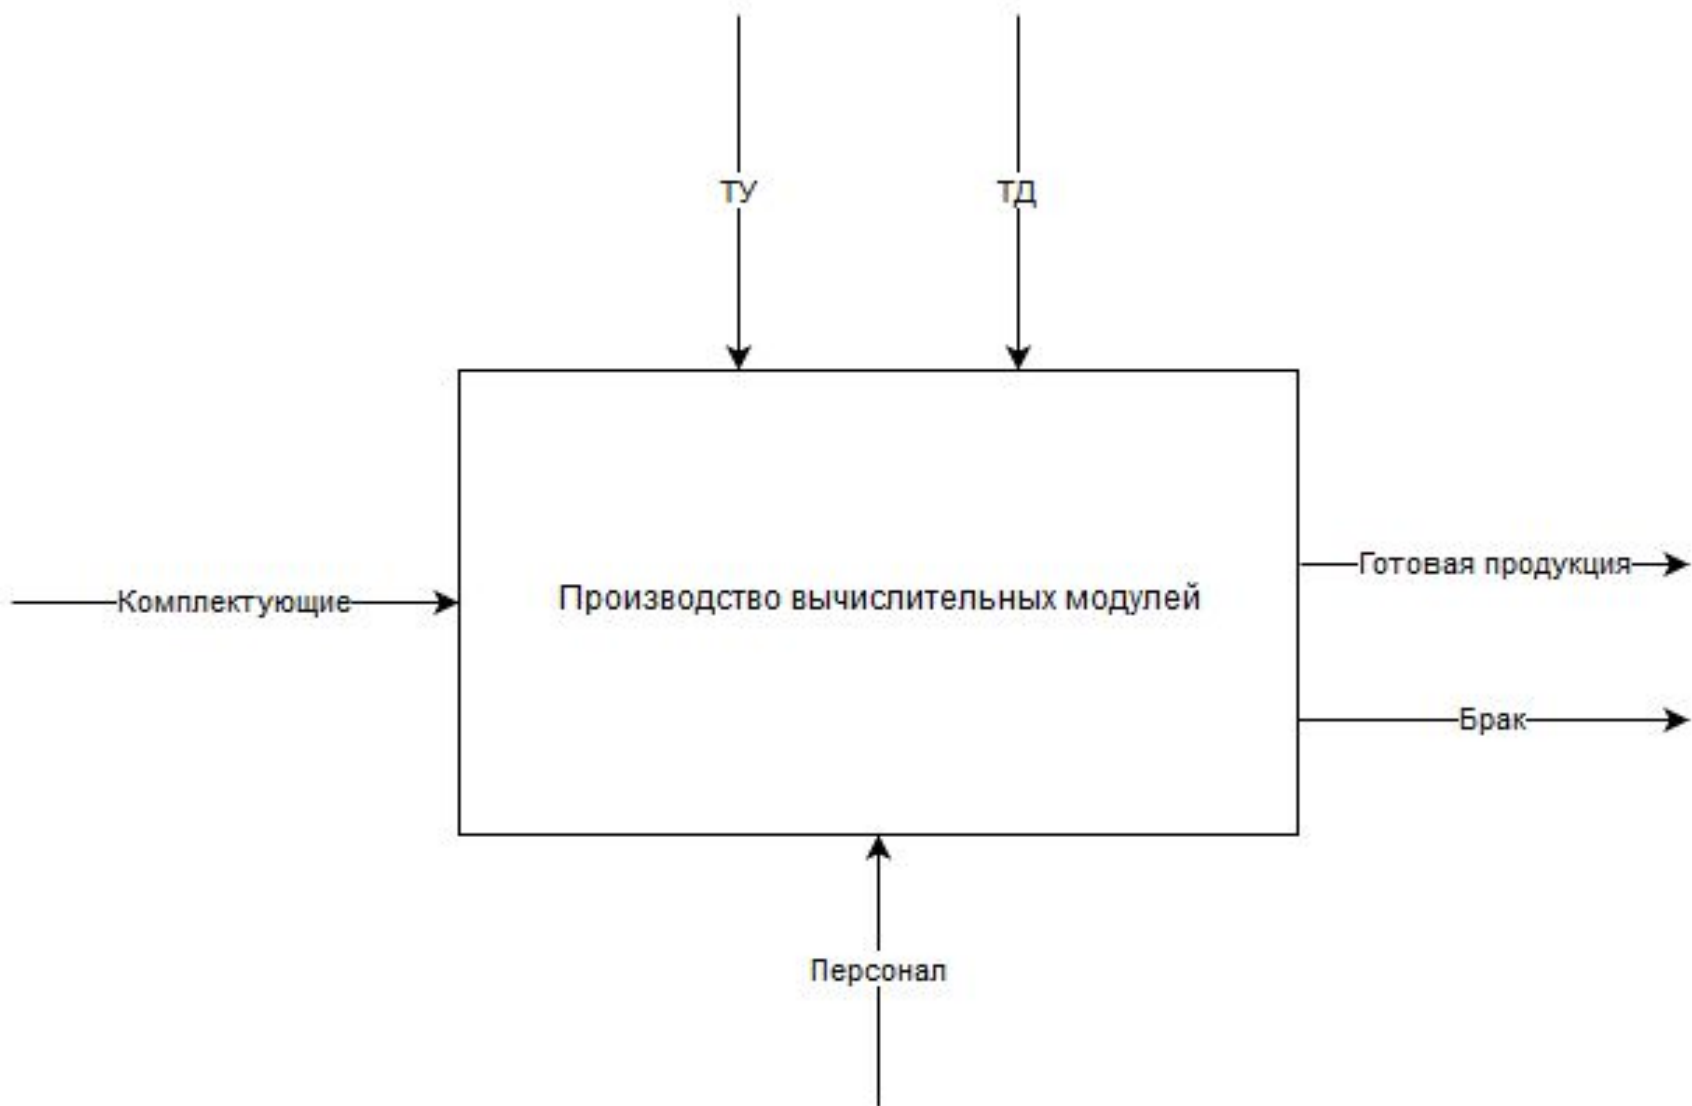 ТУ
ТД
Комплектующие
Производство вычислительных модулей
Готовая продукция
Брак
Персонал